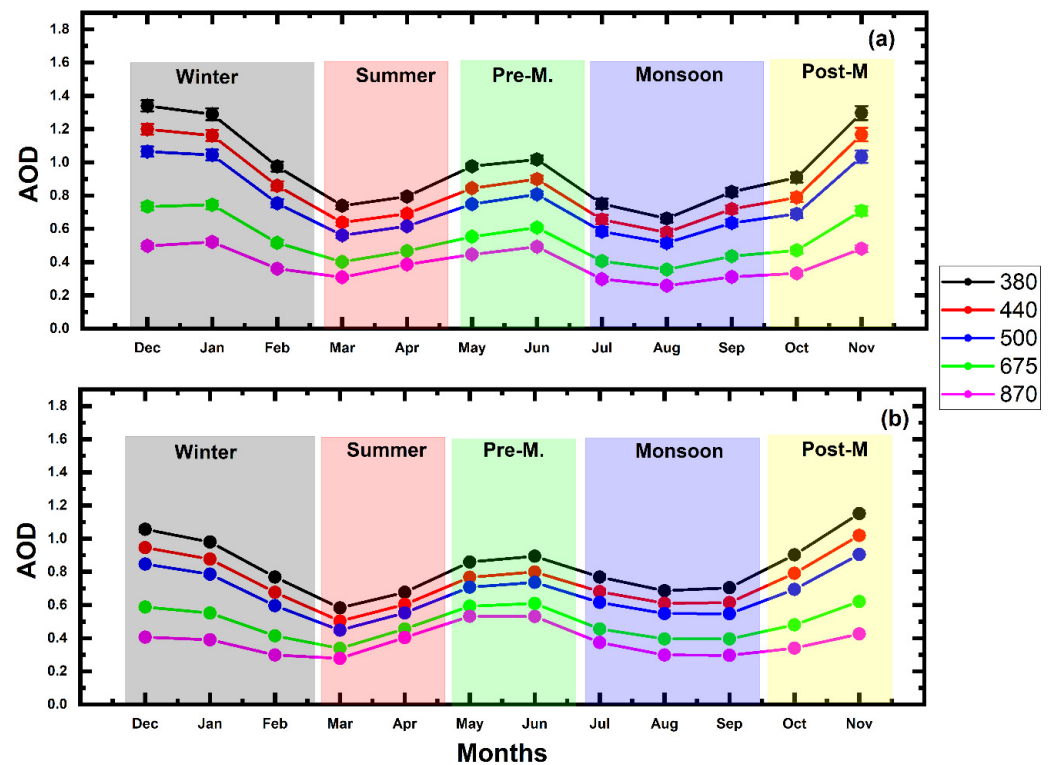 (a)
Winter Summer Pre-M. Monsoon Post-M
1.8
1.6
1.4
1.2
1.0
0.8
0.6
0.4
0.2
0.0
AOD
Dec Jan Feb Mar Apr May Jun Jul Aug Sep Oct Nov
380
440
500
675
870
(b)
Winter Summer Pre-M. Monsoon Post-M
1.8
1.6
1.4
1.2
1.0
0.8
0.6
0.4
0.2
0.0
AOD
Dec Jan Feb Mar Apr May Jun Jul Aug Sep Oct Nov
Months